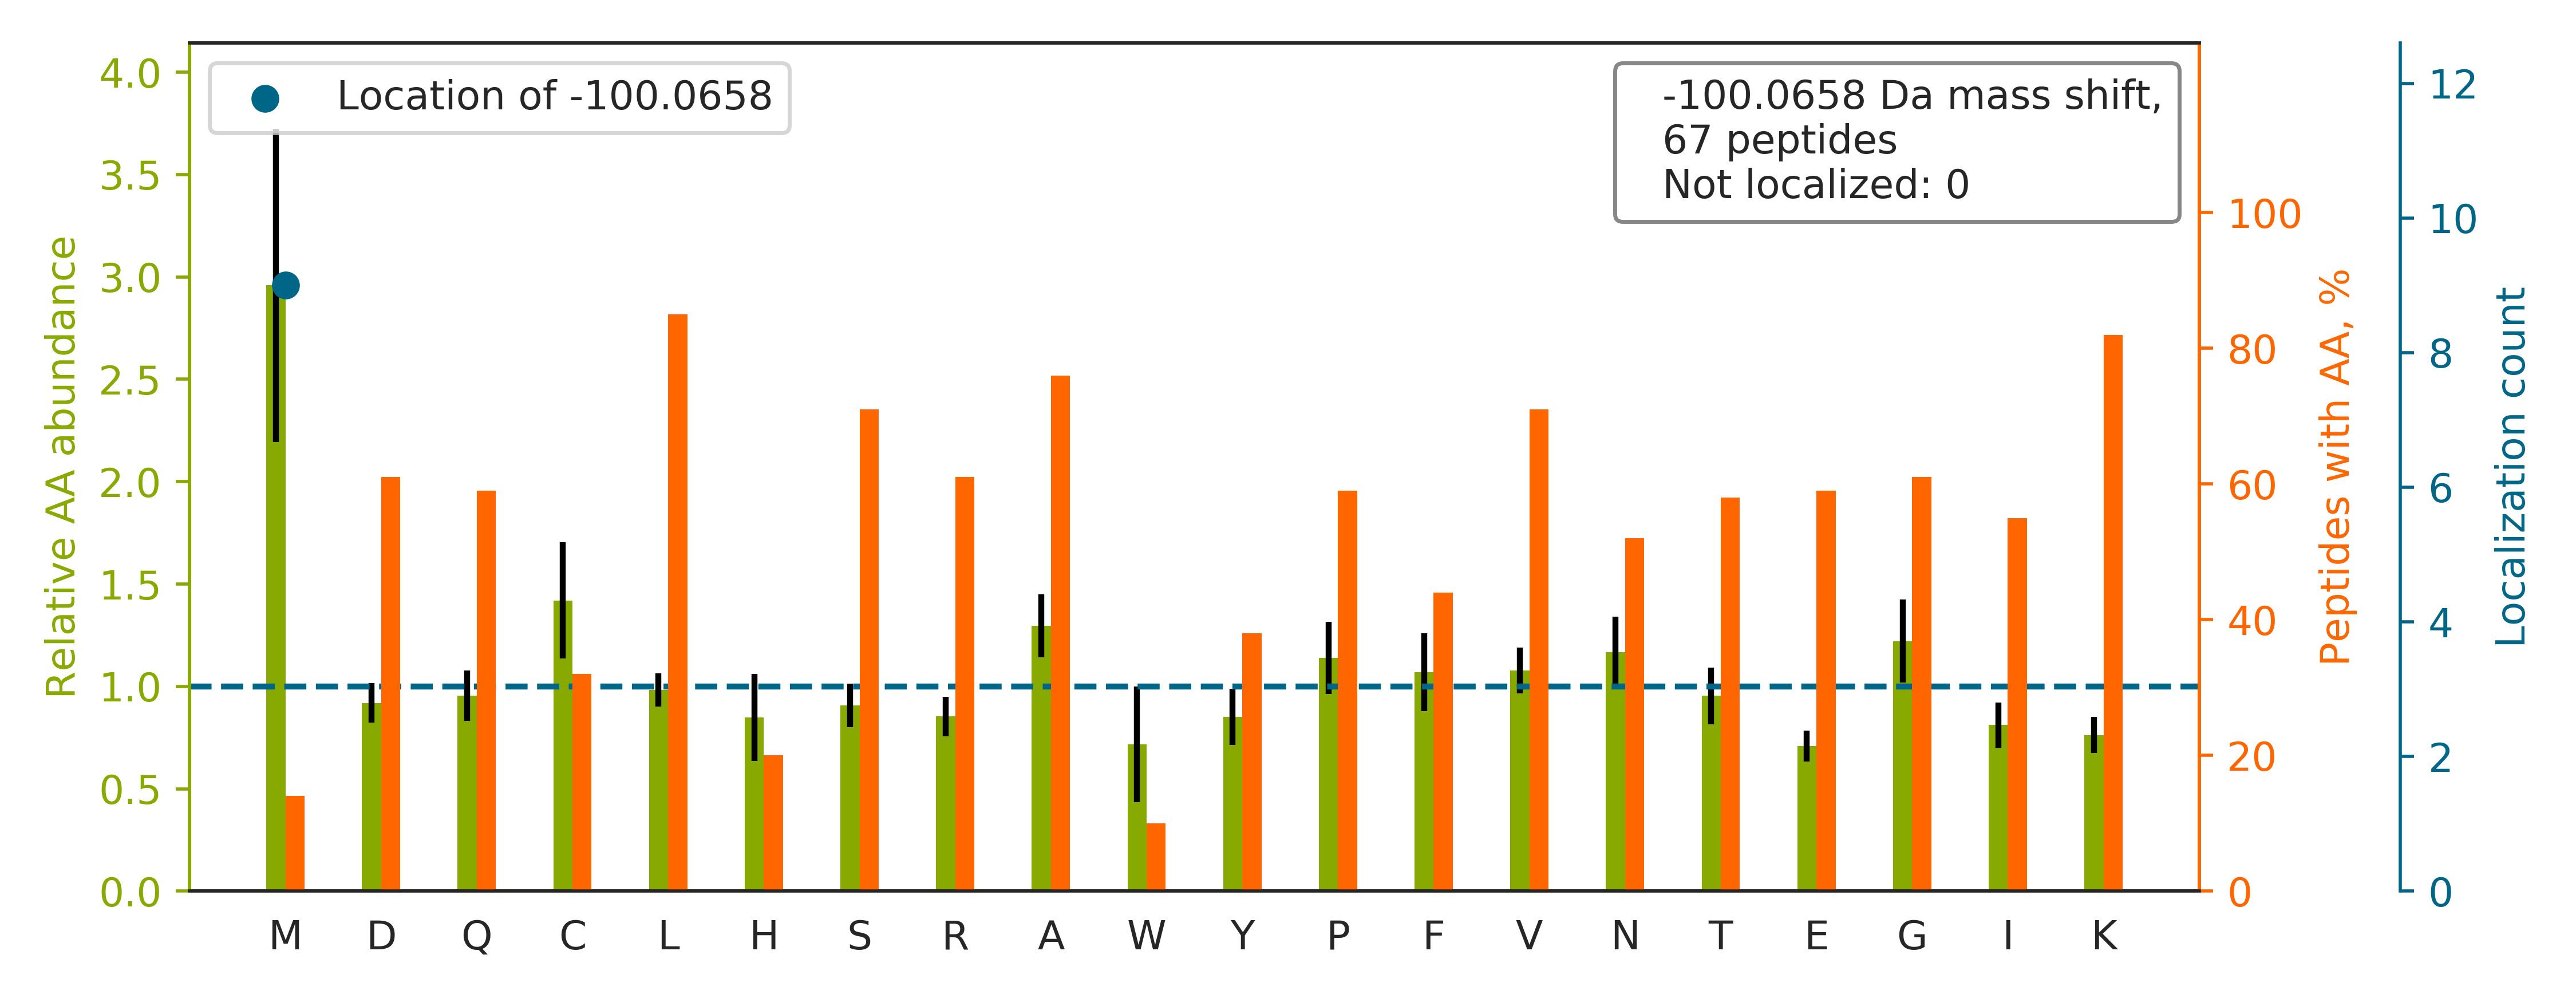 Location of -100.0658
-100.0658 Da mass shift,
67 peptides
Not localized: 0
Relative AA abundance
4.0
3.5
3.0
2.5
2.0
1.5
1.0
0.5
0.0
M D Q C L H S R A W Y P F V N T E G I K
100
80
60
40
20
0
Peptides with AA, %
12
10
8
6
4
2
0
Localization count